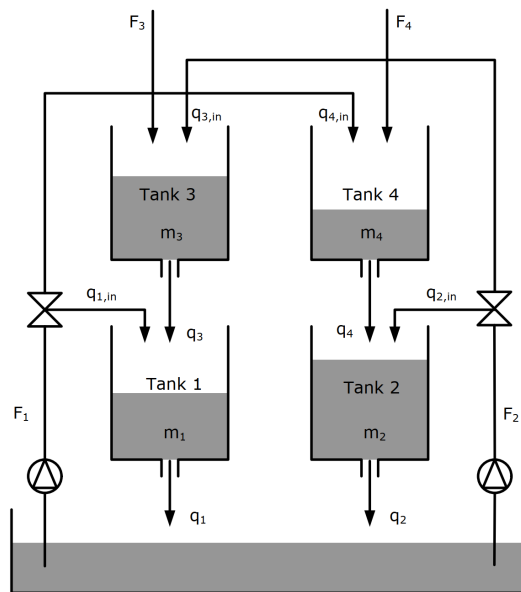 F3 F4
q3,in q4,in
Tank 3 Tank 4
m3 m4
q1,in q2,in
q3 q4
Tank 1 Tank 2
F1 F2
m1 m2
q1 q2